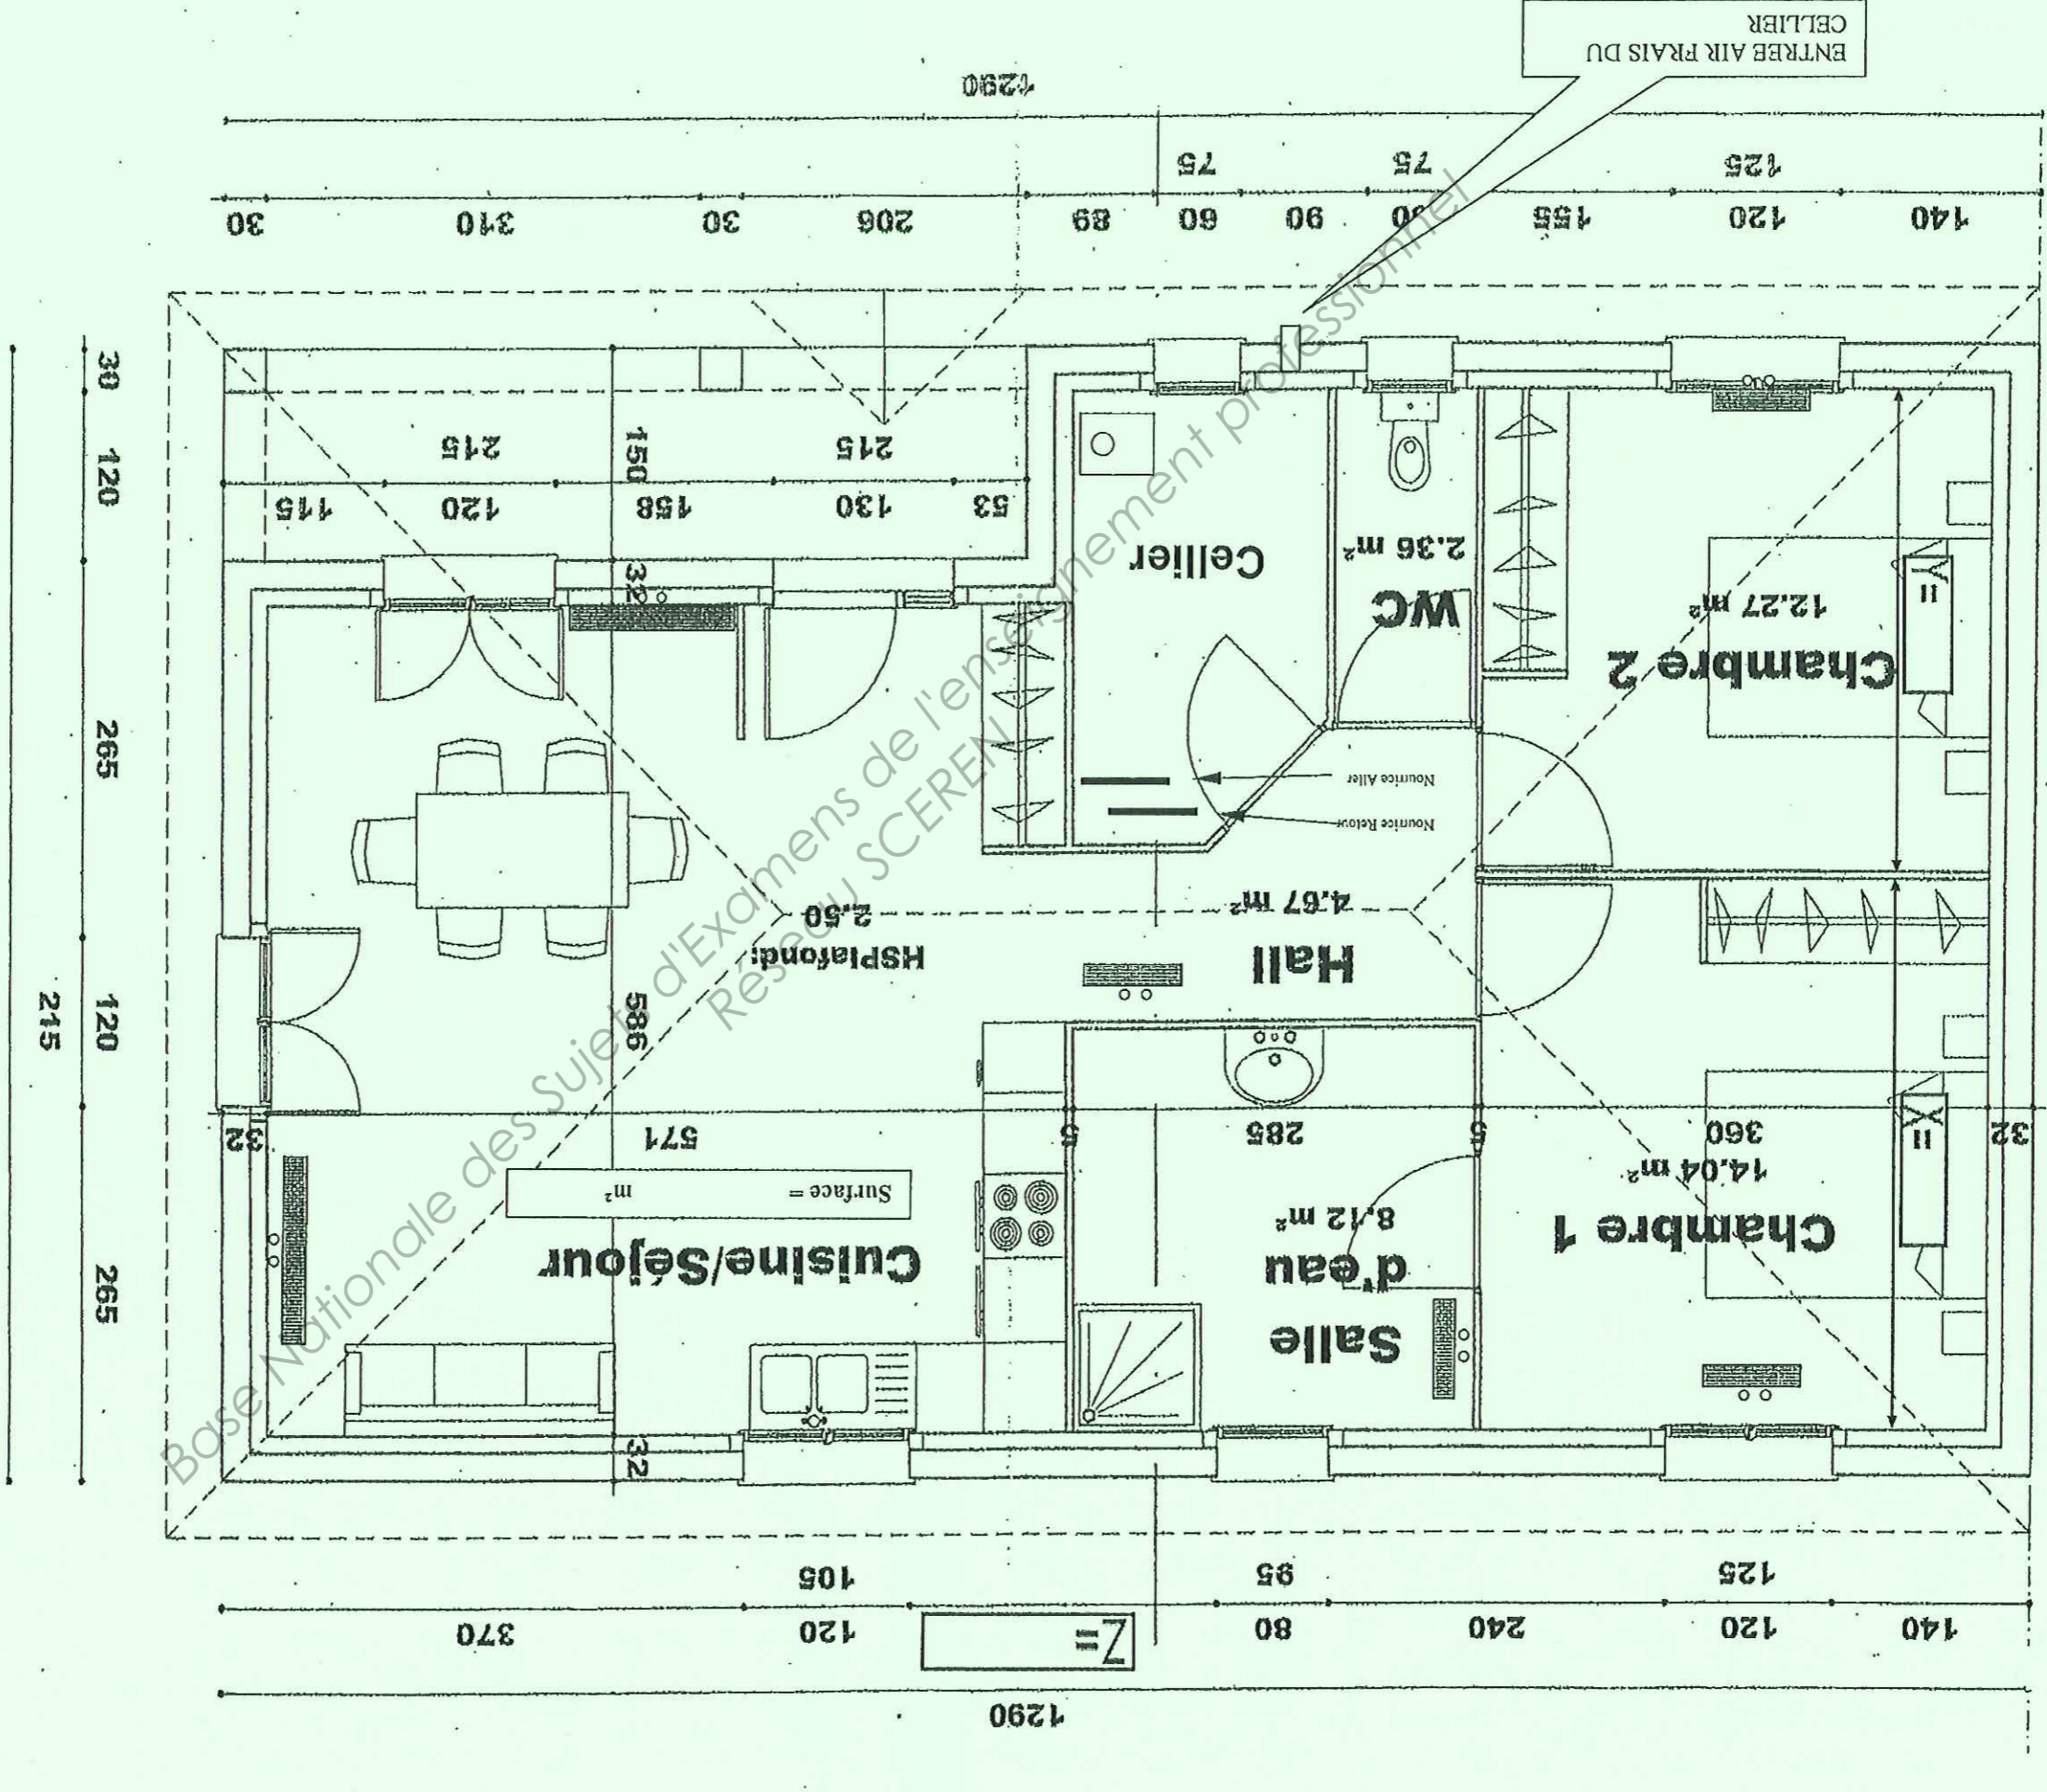 1290
140 120 240 80 Z= 120 370
125 95 105
32
Salle
d'eau
8,12 m²
Chambre 1
14.04 m²
X=
Cuisine/Séjour
Surface = m²
32 360 5 285 5 571 32
265
120
215
586
Hall
4.67 m²
HSPlafond:
2,50
Nourrice Retour
Nourrice Aller
265
Chambre 2
12.27 m²
Y=
WC
2.36 m²
Cellier
32
53 130 158 120 115
215 215
150
120
30
140 120 155 60 90 60 89 206 30 310 30
125 75 75
1290
ENTREE AIR FRAIS DU
CELLIER
Base Nationale des Sujets d'Examens de l'enseignement professionnel
Réseau SCEREN